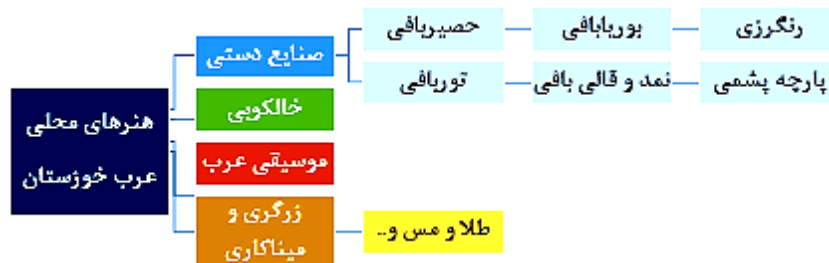 هنرهای محلی
عرب خوزستان
صنایع دستی
حصیربافی
بوریابافی
رنگرزی
توربافی
نمد و قالی بافی
پارچه پشمی
خالکوبی
موسیقی عرب
زرگری و
میناکاری
طلا و مس و..